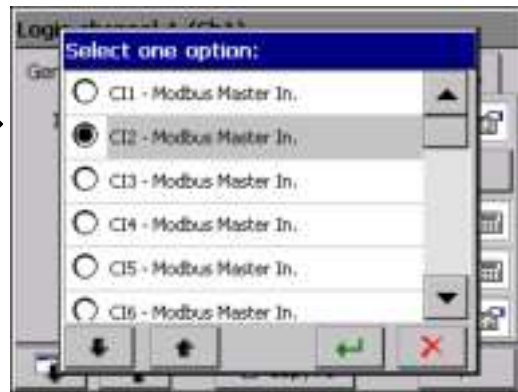 Select one option:
CI1 - Modbus Master In.
CI2 - Modbus Master In.
CI3 - Modbus Master In.
CI4 - Modbus Master In.
CI5 - Modbus Master In.
CI6 - Modbus Master In.